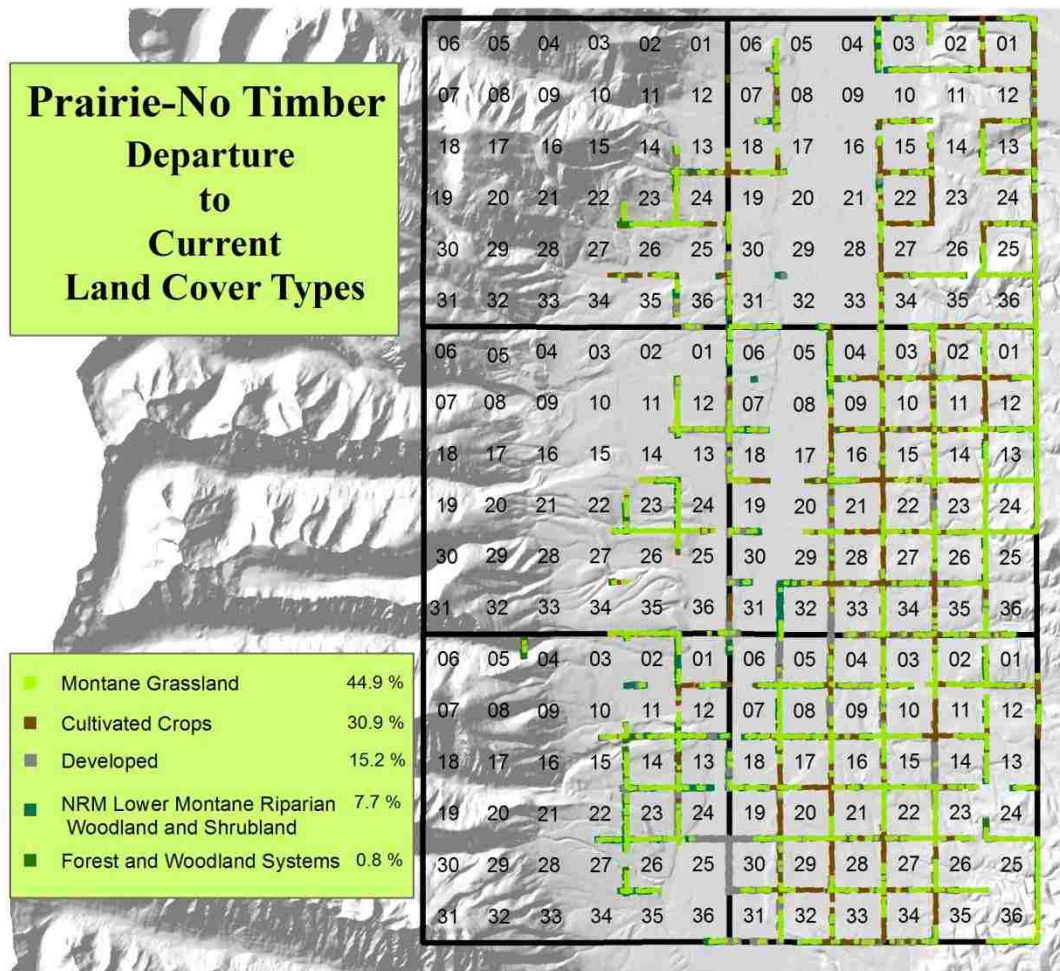 Prairie-No Timber
Departure
to
Current
Land Cover Types
06 05 04 03 02 01 06 05 04 03 02 01
07 08 09 10 11 12 07 08 09 10 11 12
18 17 16 15 14 13 18 17 16 15 14 13
19 20 21 22 23 24 19 20 21 22 23 24
30 29 28 27 26 25 30 29 28 27 26 25
31 32 33 34 35 36 31 32 33 34 35 36
06 05 04 03 02 01 06 05 04 03 02 01
07 08 09 10 11 12 07 08 09 10 11 12
18 17 16 15 14 13 18 17 16 15 14 13
19 20 21 22 23 24 19 20 21 22 23 24
30 29 28 27 26 25 30 29 28 27 26 25
31 32 33 34 35 36 31 32 33 34 35 36
06 05 04 03 02 01 06 05 04 03 02 01
07 08 09 10 11 12 07 08 09 10 11 12
18 17 16 15 14 13 18 17 16 15 14 13
19 20 21 22 23 24 19 20 21 22 23 24
30 29 28 27 26 25 30 29 28 27 26 25
31 32 33 34 35 36 31 32 33 34 35 36
Montane Grassland 44.9 %
Cultivated Crops 30.9 %
Developed 15.2 %
NRM Lower Montane Riparian 7.7 %
Woodland and Shrubland
Forest and Woodland Systems 0.8 %